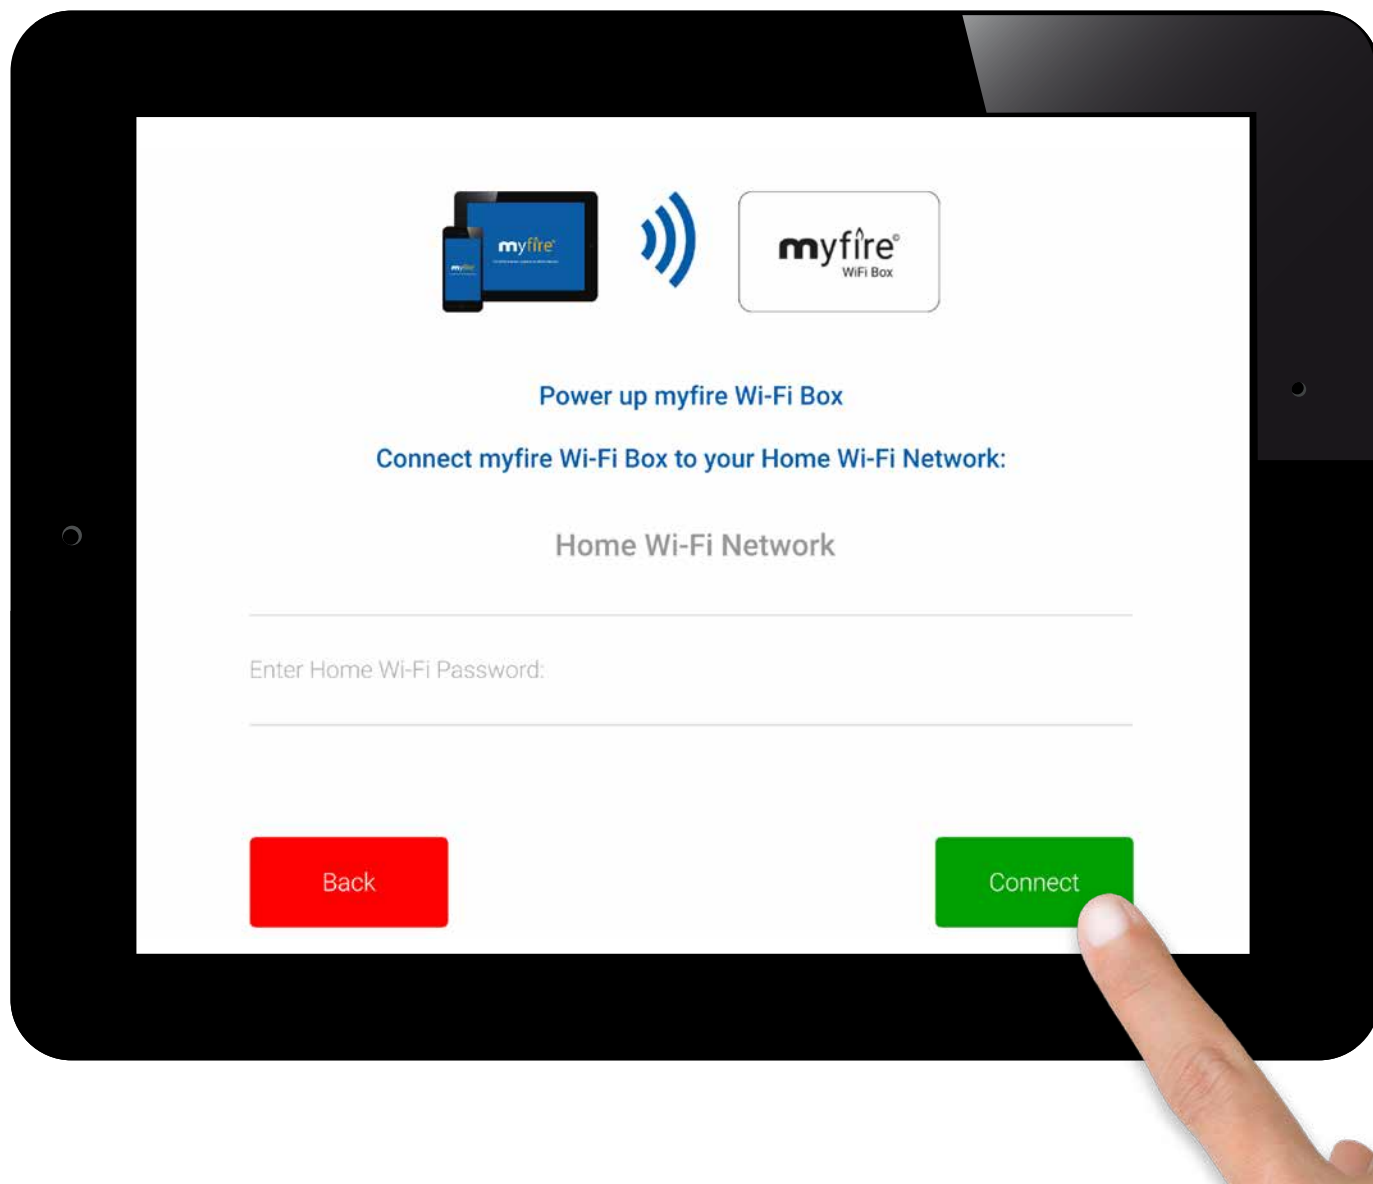 myfire®
myfire
myfire®
WiFi Box
Power up myfire Wi-Fi Box
Connect myfire Wi-Fi Box to your Home Wi-Fi Network:
Home Wi-Fi Network
Enter Home Wi-Fi Password:
Back
Connect